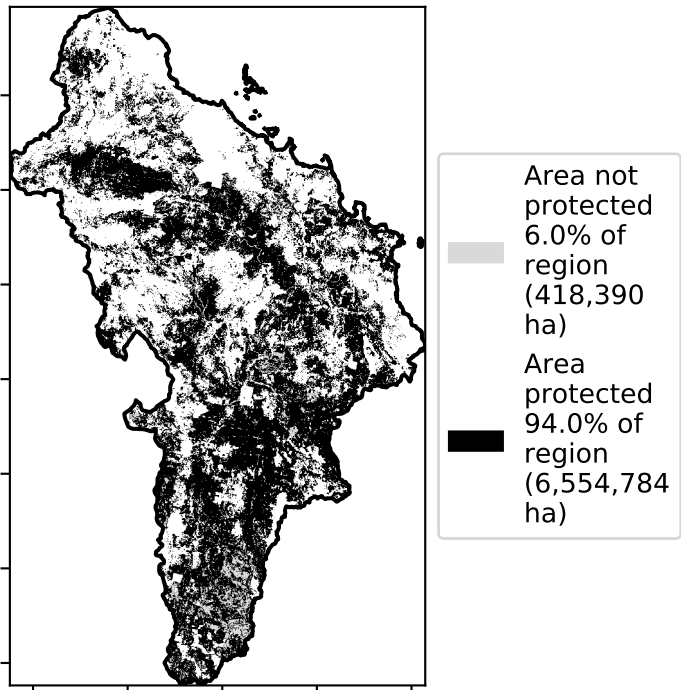 Area not
protected
6.0% of
region
(418,390
ha)
Area
protected
94.0% of
region
(6,554,784
ha)